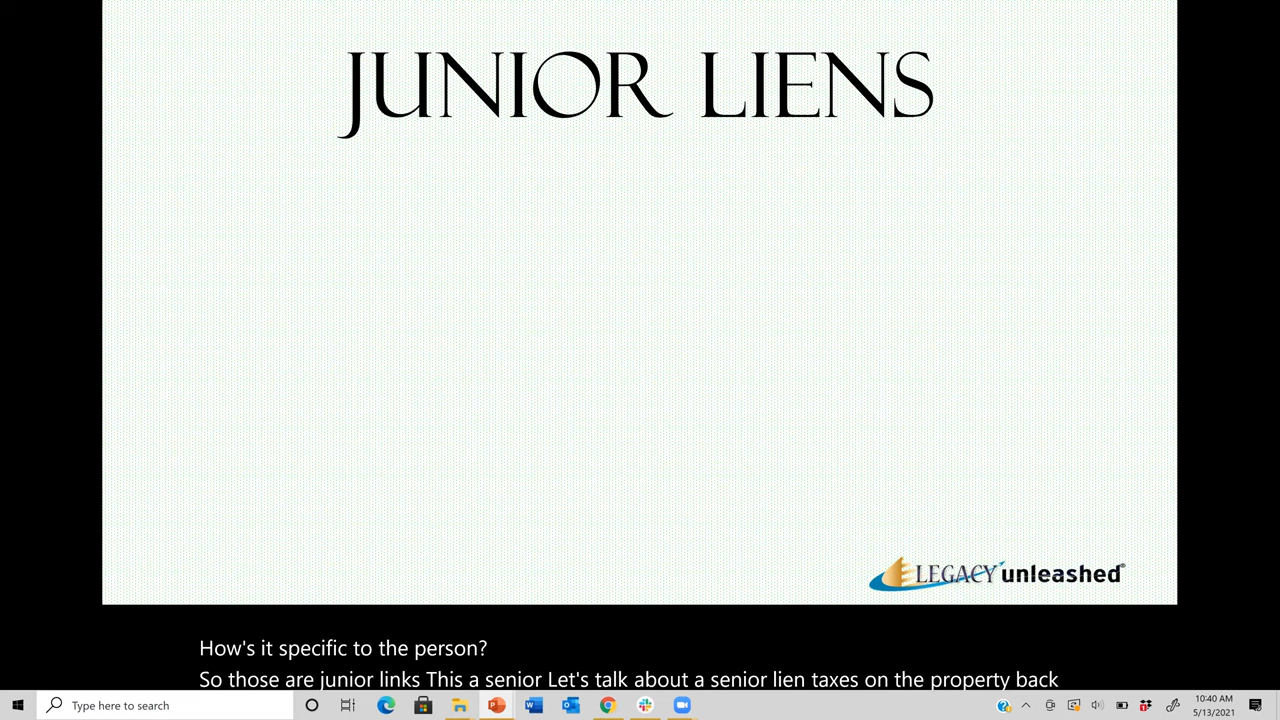 JUNIOR LIENS
LEGACY unleashed®
How's it specific to the person?
So those are junior links This a senior Let's talk about a senior lien taxes on the property back
Type here to search
10:40 AM
5/13/2021